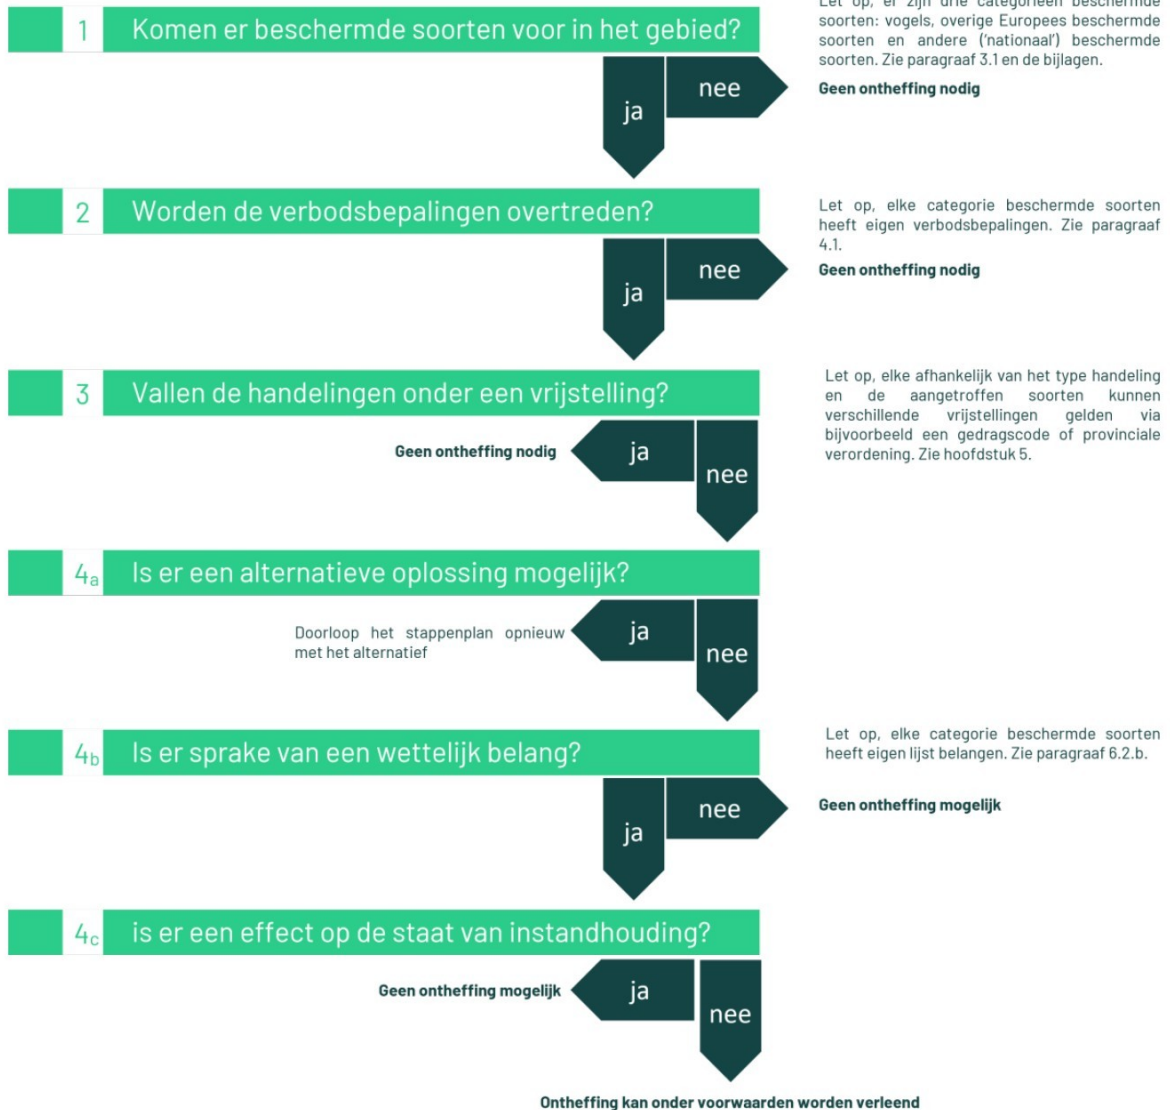 Let op, er zijn drie categorieën beschermde
soorten: vogels, overige Europees beschermde
soorten en andere (‘nationaal’) beschermde
soorten. Zie paragraaf 3.1 en de bijlagen.
1 Komen er beschermde soorten voor in het gebied?
nee
Geen ontheffing nodig
ja
2 Worden de verbodsbepalingen overtreden?
Let op, elke categorie beschermde soorten
heeft eigen verbodsbepalingen. Zie paragraaf
4.1.
nee
Geen ontheffing nodig
ja
3 Vallen de handelingen onder een vrijstelling?
Let op, elke afhankelijk van het type handeling
en de aangetroffen soorten kunnen
verschillende vrijstellingen gelden via
bijvoorbeeld een gedragscode of provinciale
verordening. Zie hoofdstuk 5.
Geen ontheffing nodig
ja
nee
4a Is er een alternatieve oplossing mogelijk?
Doorloop het stappenplan opnieuw
met het alternatief
ja
nee
4b Is er sprake van een wettelijk belang?
Let op, elke categorie beschermde soorten
heeft eigen lijst belangen. Zie paragraaf 6.2.b.
nee
Geen ontheffing mogelijk
ja
4c is er een effect op de staat van instandhouding?
Geen ontheffing mogelijk
ja
nee
Ontheffing kan onder voorwaarden worden verleend